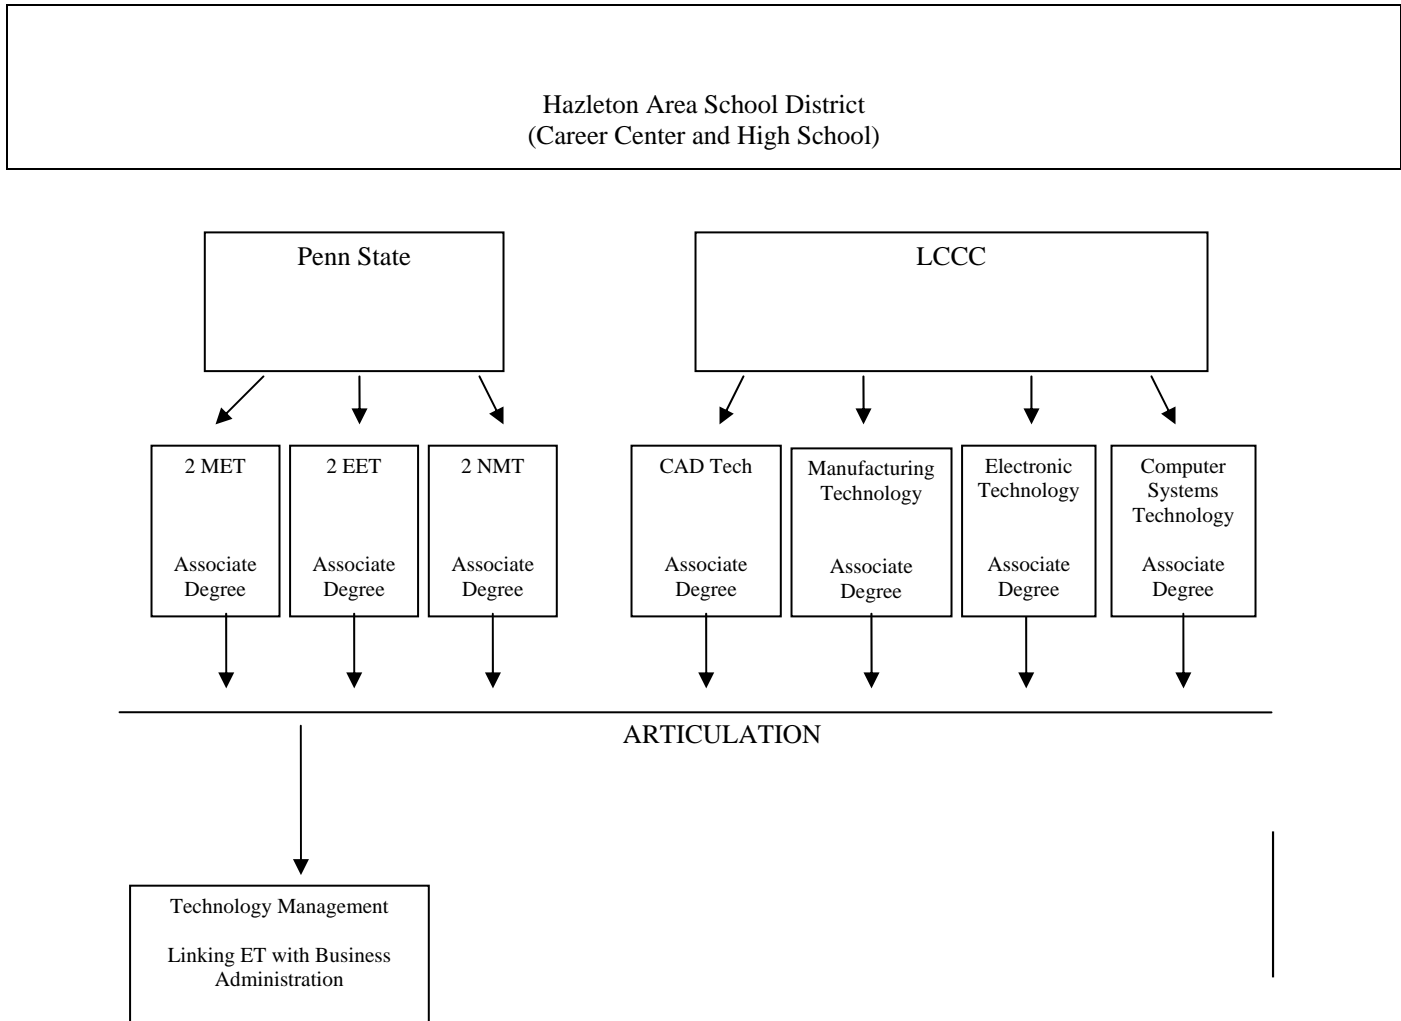 Hazleton Area School District
(Career Center and High School)
Penn State
LCCC
2 MET
Associate
Degree
2 EET
Associate
Degree
2 NMT
Associate
Degree
CAD Tech
Associate
Degree
Manufacturing
Technology
Associate
Degree
Electronic
Technology
Associate
Degree
Computer
Systems
Technology
Associate
Degree
ARTICULATION
Technology Management
Linking ET with Business
Administration